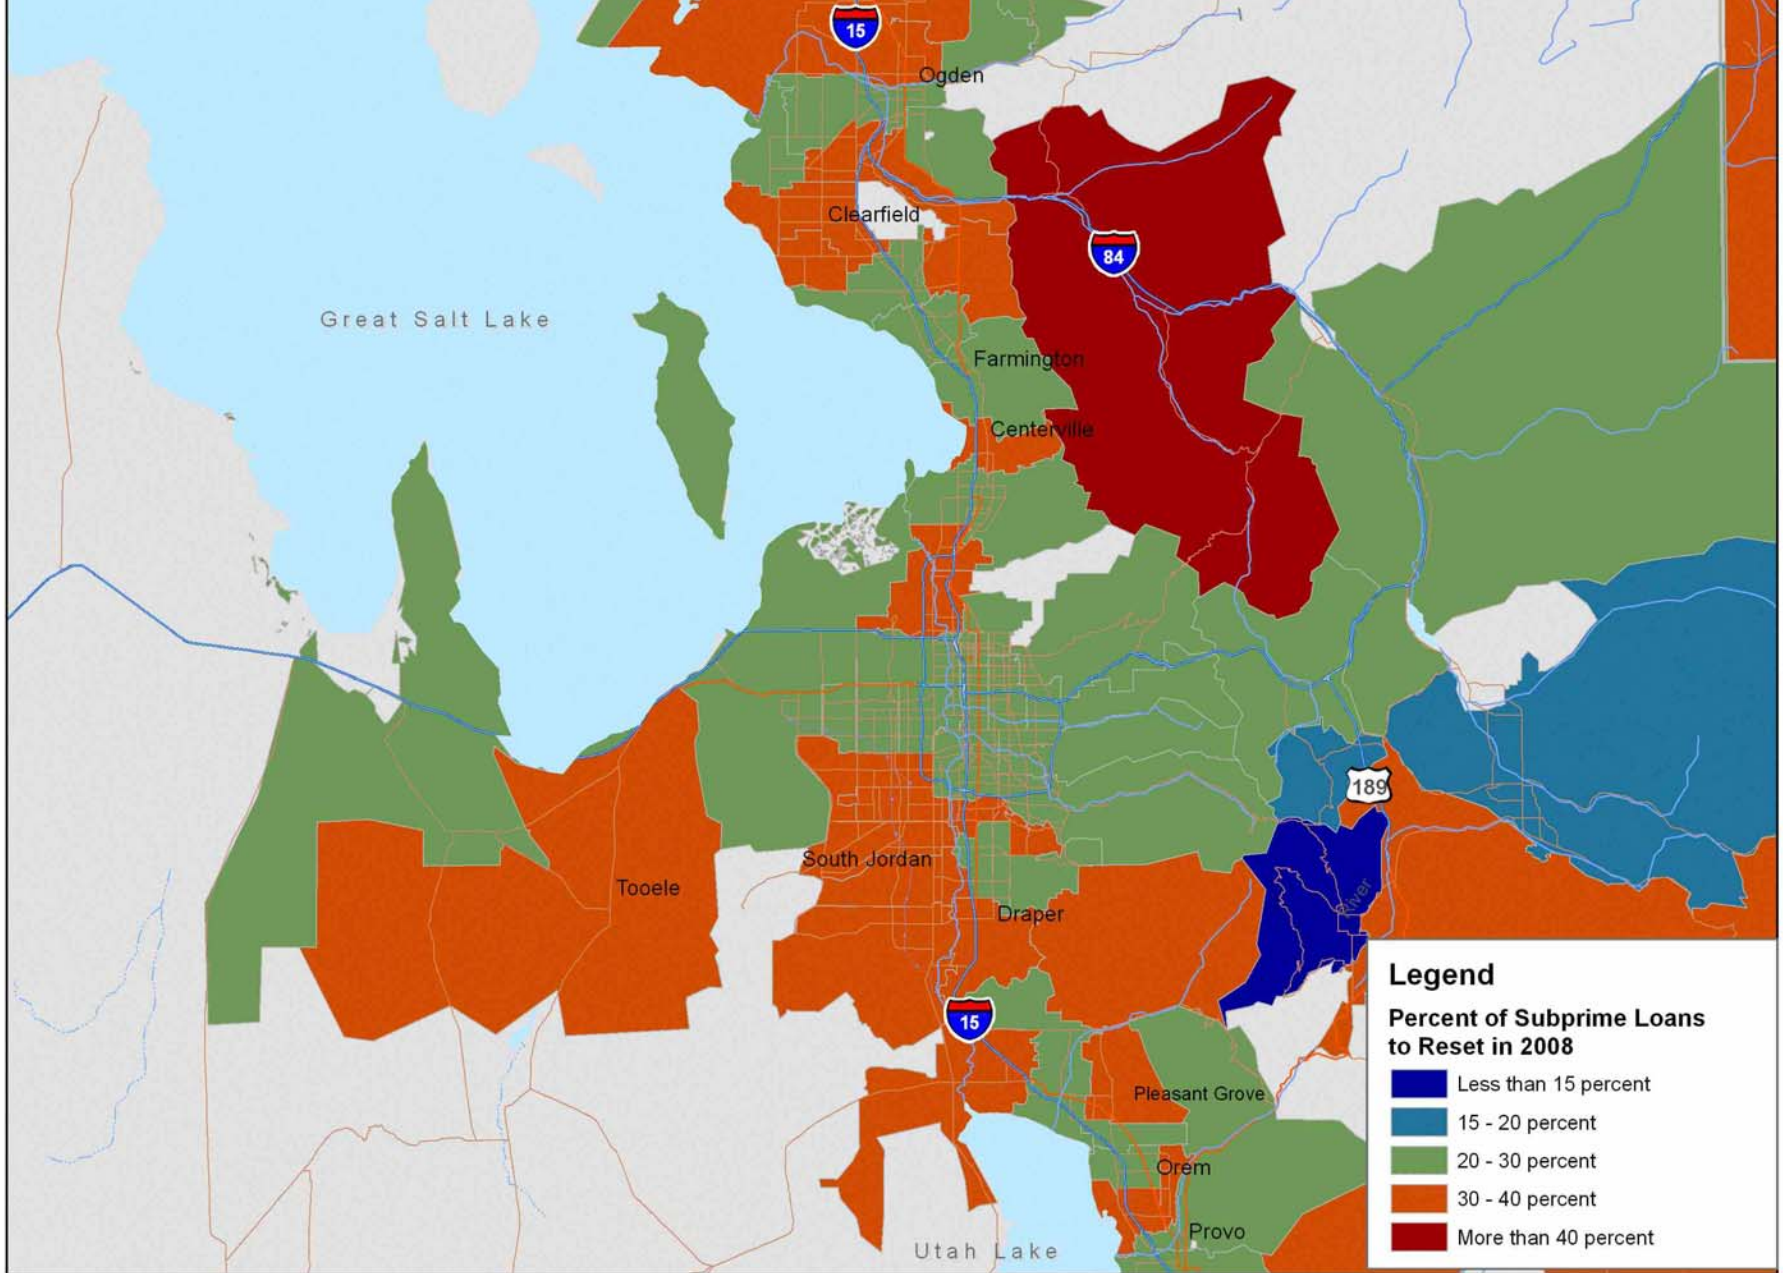 15
Ogden
Clearfield
84
Great Salt Lake
Farmington
Centerville
189
South Jordan
Tooele
River
Draper
15
Pleasant Grove
Orem
Provo
Utah Lake
Legend
Percent of Subprime Loans
to Reset in 2008
Less than 15 percent
15 - 20 percent
20 - 30 percent
30 - 40 percent
More than 40 percent